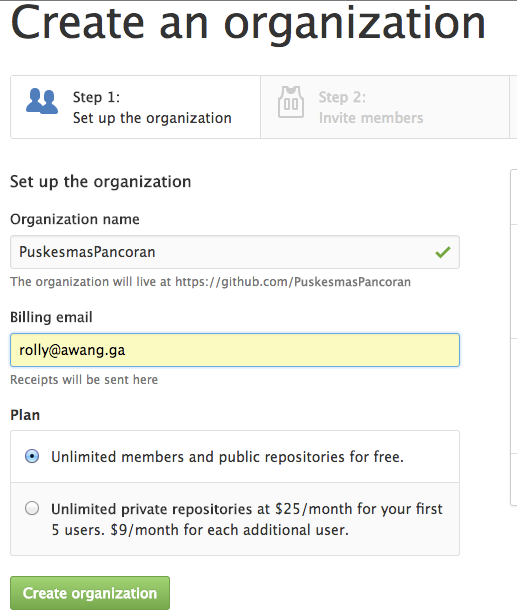 Create an organization
Step 1:
Set up the organization
Step 2:
Invite members
Set up the organization
Organization name
PuskesmasPancoran
The organization will live at https://github.com/PuskesmasPancoran
Billing email
rolly@awang.ga
Receipts will be sent here
Plan
Unlimited members and public repositories for free.
Unlimited private repositories at $25/month for your first
5 users. $9/month for each additional user.
Create organization